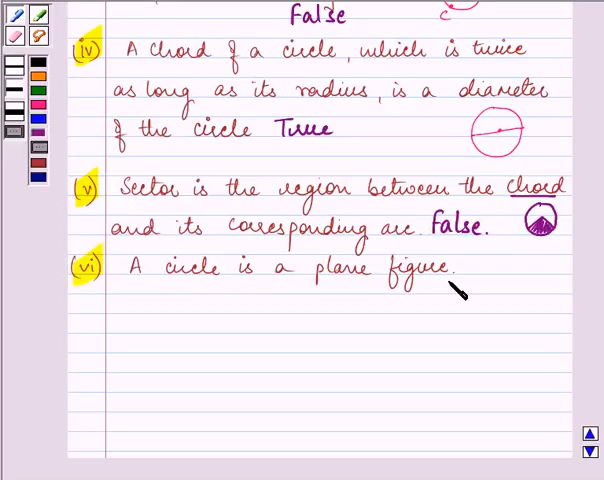 False
C
(iv) A chord of a circle, which is twice
as long as its radius, is a diameter
of the circle True
(v) Sector is the region between the chord
and its corresponding arc. False.
(vi) A circle is a plane figure.